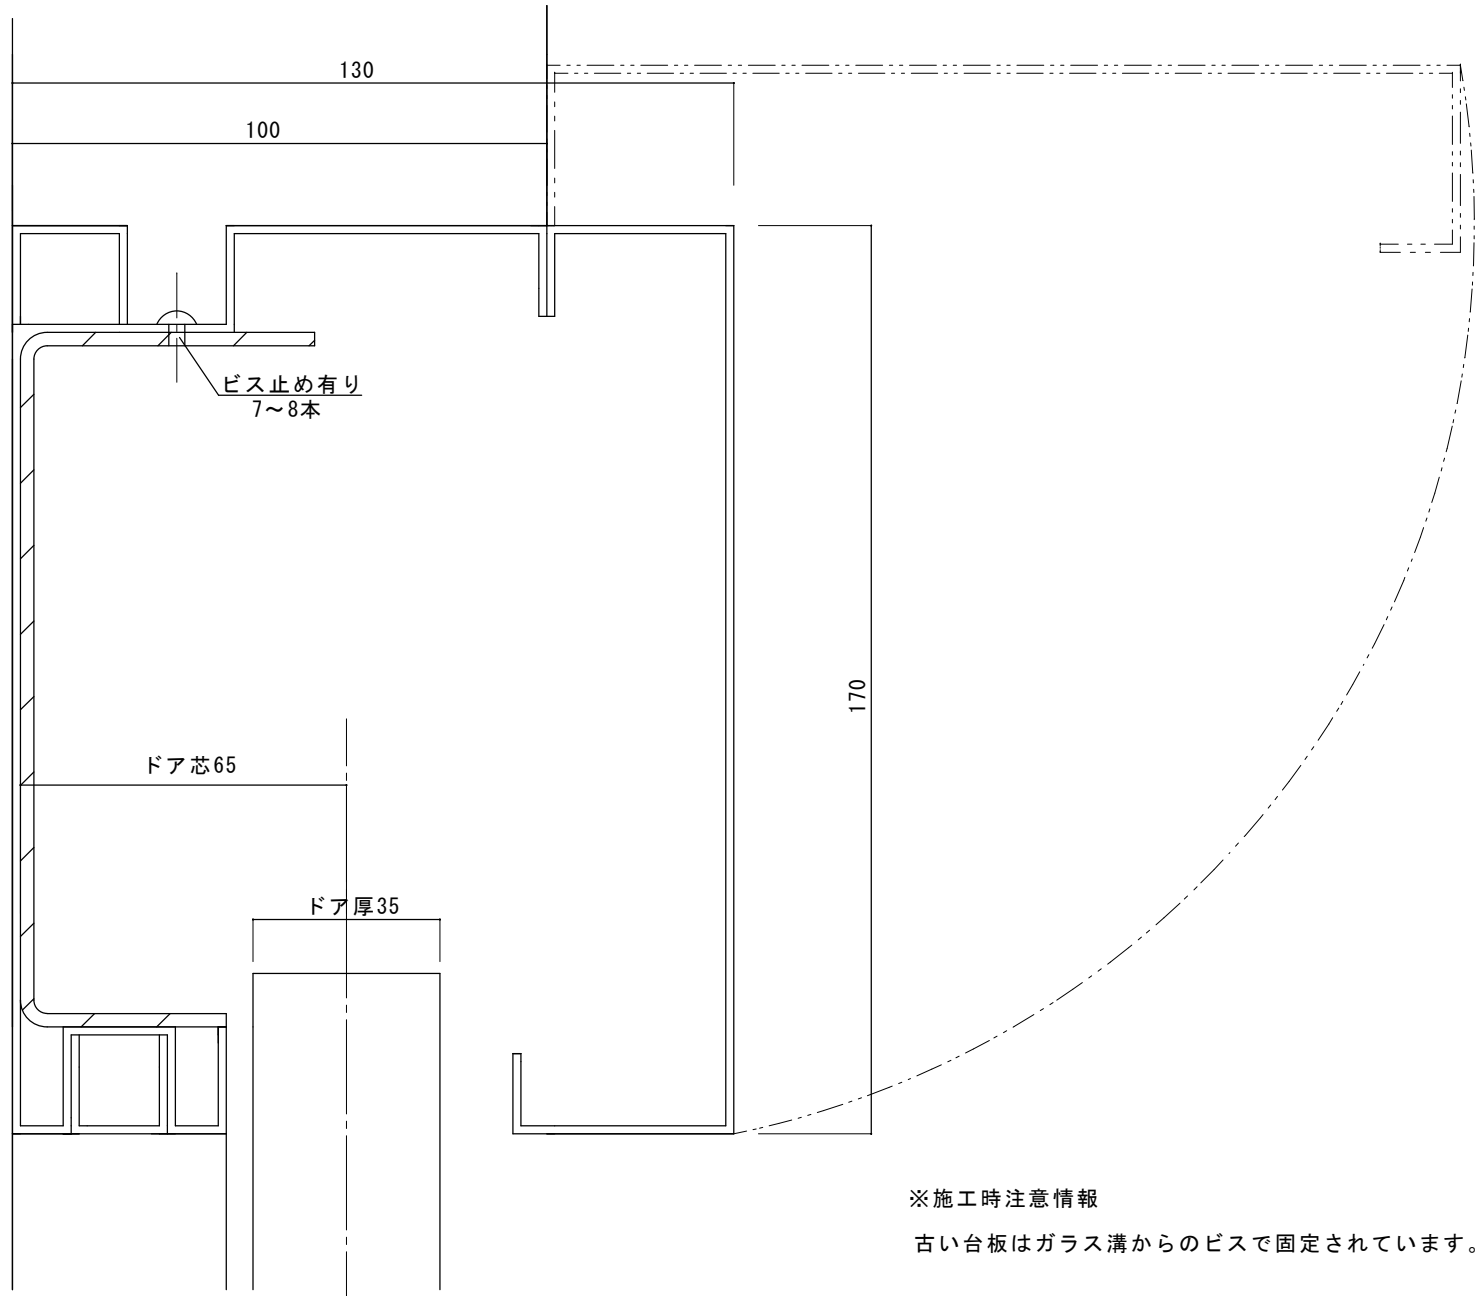 130
100
ビス止め有り
7～8本
170
ドア芯65
ドア厚35
※施工時注意情報
古い台板はガラス溝からのビスで固定されています。